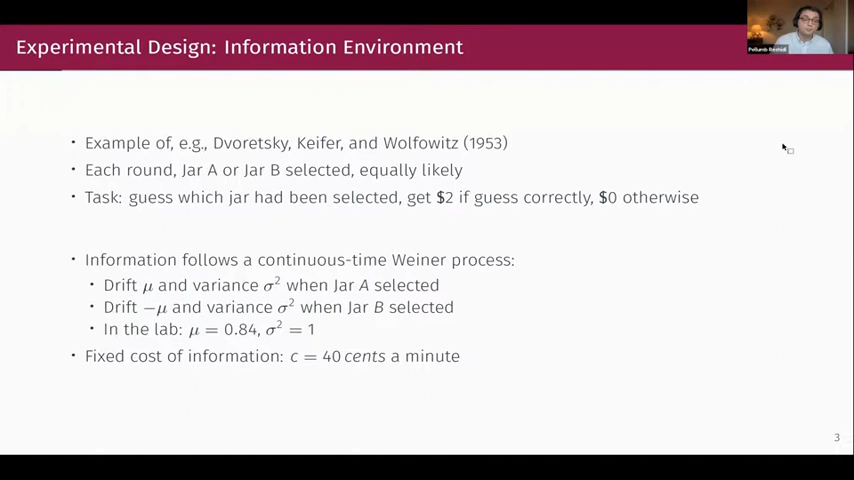 Experimental Design: Information Environment
Pellumb Reshidi
• Example of, e.g., Dvoretsky, Keifer, and Wolfowitz (1953)
• Each round, Jar A or Jar B selected, equally likely
• Task: guess which jar had been selected, get $2 if guess correctly, $0 otherwise
• Information follows a continuous-time Weiner process:
• Drift μ and variance σ² when Jar A selected
• Drift −μ and variance σ² when Jar B selected
• In the lab: μ = 0.84, σ² = 1
• Fixed cost of information: c = 40 cents a minute
3